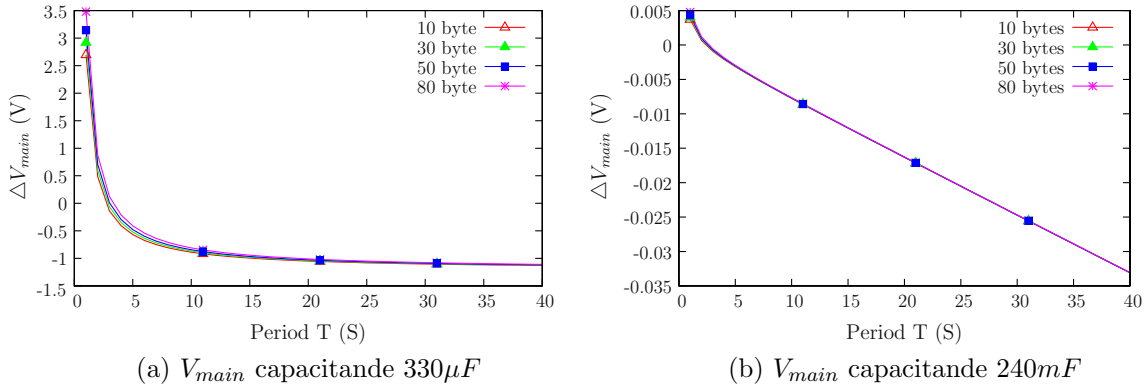 3.5
3
2.5
2
1.5
1
0.5
0
-0.5
-1
-1.5
△V_main (V)
10 byte
30 byte
50 byte
80 byte
0 5 10 15 20 25 30 35 40
Period T (S)
(a) V_main capacitande 330μF
0.005
0
-0.005
-0.01
-0.015
-0.02
-0.025
-0.03
-0.035
△V_main (V)
10 bytes
30 bytes
50 bytes
80 bytes
0 5 10 15 20 25 30 35 40
Period T (S)
(b) V_main capacitande 240mF